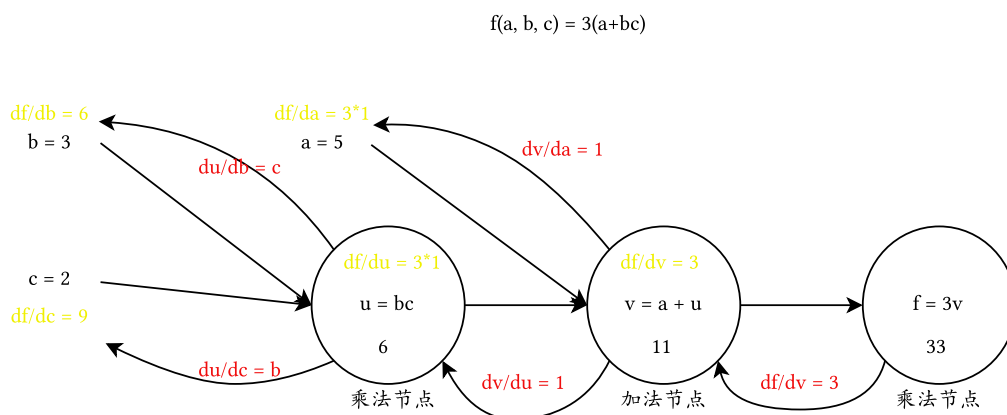 f(a, b, c) = 3(a+bc)
df/db = 6
df/da = 3*1
b = 3
a = 5
dv/da = 1
du/db = c
df/du = 3*1
df/dv = 3
c = 2
u = bc
v = a + u
f = 3v
df/dc = 9
6
11
33
du/dc = b
dv/du = 1
df/dv = 3
乘法节点
加法节点
乘法节点